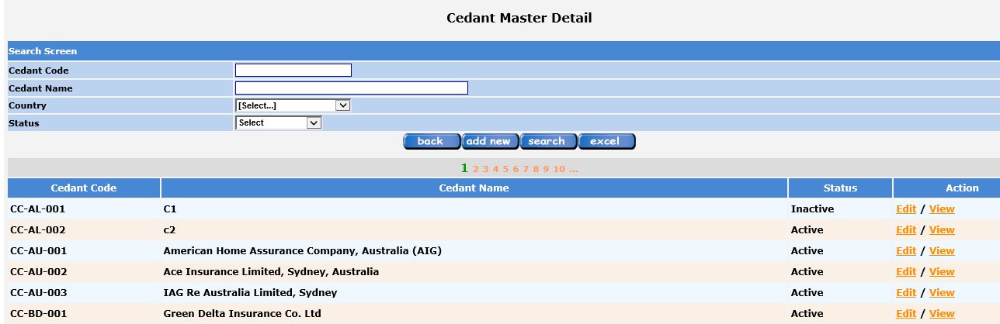 Cedant Master Detail
Search Screen
Cedant Code
Cedant Name
Country [Select...]
Status Select
back add new search excel
1 2 3 4 5 6 7 8 9 10 ...
Cedant Code Cedant Name Status Action
CC-AL-001 C1 Inactive Edit / View
CC-AL-002 c2 Active Edit / View
CC-AU-001 American Home Assurance Company, Australia (AIG) Active Edit / View
CC-AU-002 Ace Insurance Limited, Sydney, Australia Active Edit / View
CC-AU-003 IAG Re Australia Limited, Sydney Active Edit / View
CC-BD-001 Green Delta Insurance Co. Ltd Active Edit / View